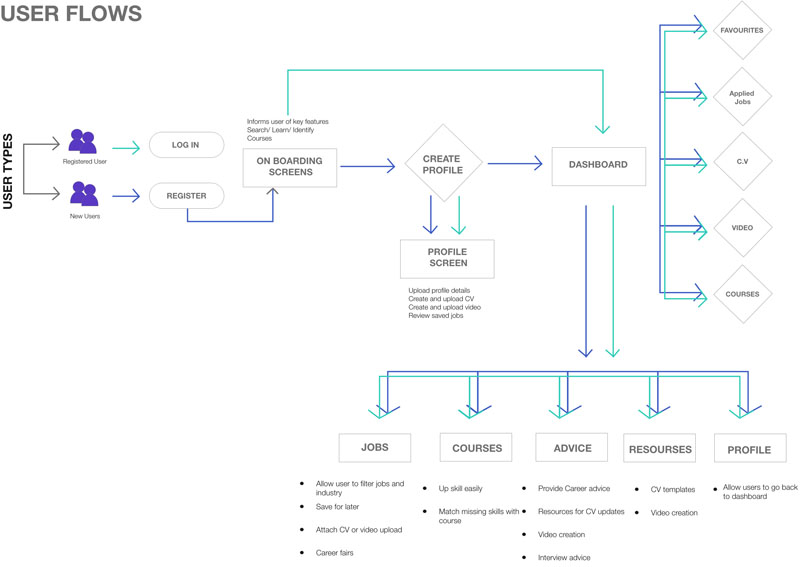 USER FLOWS
USER TYPES
Registered User
New Users
LOG IN
REGISTER
Informs user of key features
Search/ Learn/ Identify
Courses
ON BOARDING
SCREENS
CREATE
PROFILE
DASHBOARD
PROFILE
SCREEN
Upload profile details
Create and upload CV
Create and upload video
Review saved jobs
FAVOURITES
Applied
Jobs
C.V
VIDEO
COURSES
JOBS
Allow user to filter jobs and
industry
Save for later
Attach CV or video upload
Career fairs
COURSES
Up skill easily
Match missing skills with
course
ADVICE
Provide Career advice
Resources for CV updates
Video creation
Interview advice
RESOURSES
CV templates
Video creation
PROFILE
Allow users to go back
to dashboard